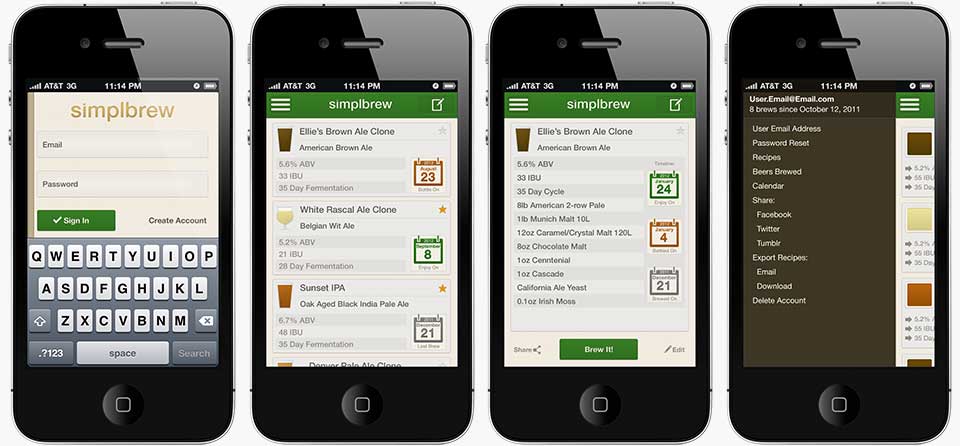 AT&T 3G 11:14 PM
simplbrew
Email
Password
Sign In Create Account
Q W E R T Y U I O P
A S D F G H J K L
Z X C V B N M
.?123 space Search
AT&T 3G 11:14 PM
simplbrew
Ellie's Brown Ale Clone
American Brown Ale
5.6% ABV
33 IBU
35 Day Fermentation
2012
August
23
Bottle On
White Rascal Ale Clone
Belgian Wit Ale
5.2% ABV
21 IBU
28 Day Fermentation
2012
September
8
Enjoy On
Sunset IPA
Oak Aged Black India Pale Ale
6.7% ABV
48 IBU
35 Day Fermentation
2011
December
21
Last Brew
Denver Pale Ale Clone
AT&T 3G 11:14 PM
simplbrew
Ellie's Brown Ale Clone
American Brown Ale
5.6% ABV
33 IBU
35 Day Cycle
8lb American 2-row Pale
1lb Munich Malt 10L
12oz Caramel/Crystal Malt 120L
8oz Chocolate Malt
1oz Cenntenial
1oz Cascade
California Ale Yeast
0.1oz Irish Moss
Timeline:
2012
January
24
Enjoy On
2012
January
4
Bottled On
2011
December
21
Brewed On
Share Brew It! Edit
AT&T 3G 11:14 PM
User.Email@Email.com
8 brews since October 12, 2011
User Email Address
Password Reset
Recipes
Beers Brewed
Calendar
Share:
Facebook
Twitter
Tumblr
Export Recipes:
Email
Download
Delete Account
5.2%
55 IBU
35 Day
5.2%
55 IBU
35 Day
5.2%
55 IBU
35 Day